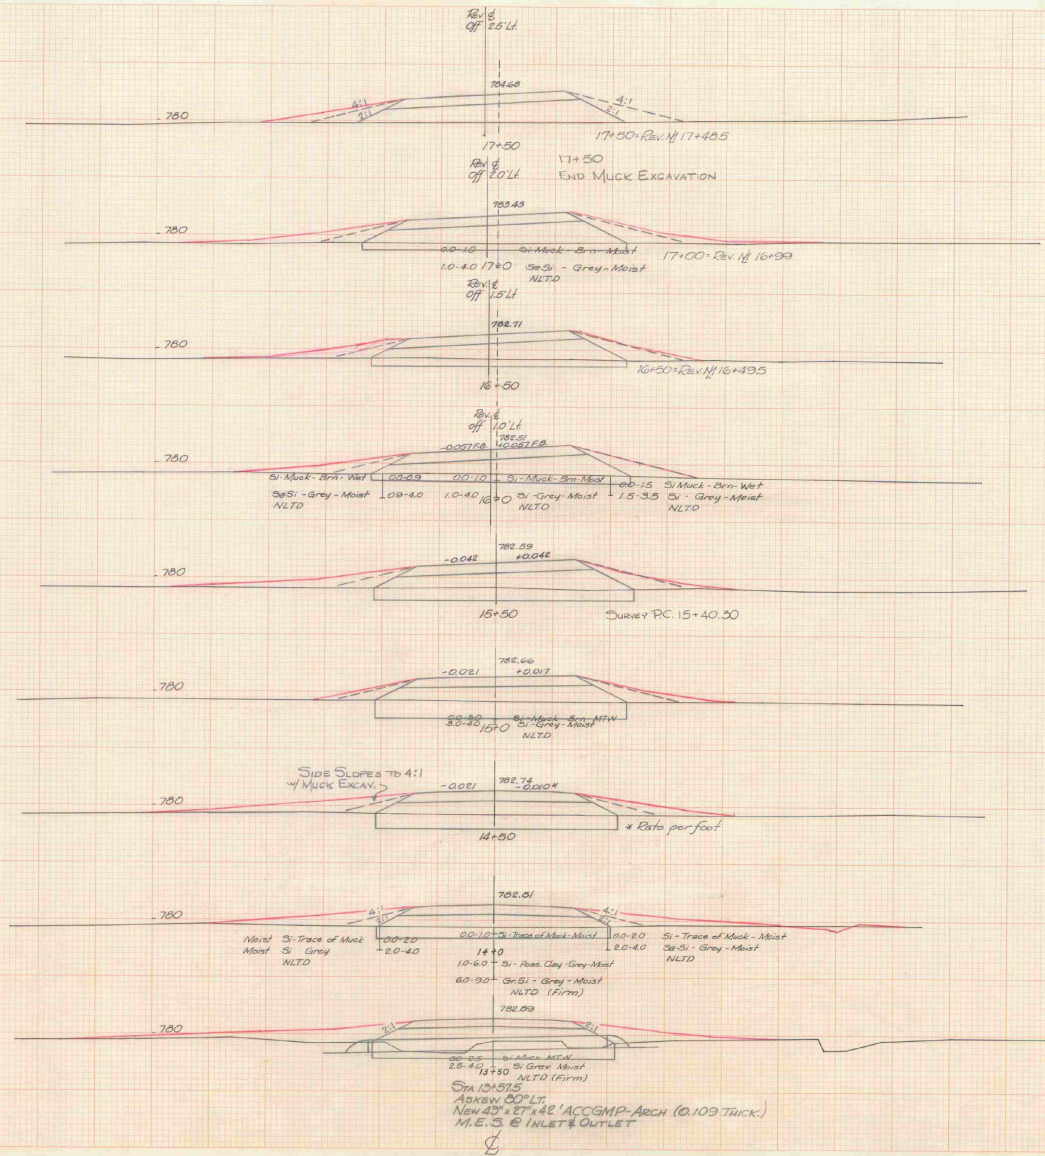 Rev. ℄
Off 2.5' Lt.
784.68
4:1
2:1
4:1
2:1
780
17+50 = Rev. N/L 17+48.5
17+50
17+50
END MUCK EXCAVATION
Rev. ℄
Off 2.0' Lt.
783.43
780
0.0-1.0 Si-Muck-Brn-Moist
17+00 = Rev. N/L 16+99
1.0-4.0 17+0 SaSi - Grey-Moist
NLTD
Rev. ℄
Off 1.5' Lt
782.71
780
16+50 = Rev. N/L 16+49.5
16+50
Rev. ℄
Off 1.0' Lt.
782.51
-0.057 F.B. +0.057 F.B.
780
Si-Muck-Brn-Wet 0.0-0.9 0.0-1.0 Si-Muck-Brn-Moist 0.0-1.5 Si Muck-Brn-Wet
SaSi-Grey-Moist 0.9-4.0 1.0-4.0 16+0 Si-Grey-Moist 1.5-3.5 Si-Grey-Moist
NLTD NLTD NLTD
782.59
-0.042 +0.042
780
15+50
SURVEY P.C. 15+40.30
782.66
-0.021 +0.017
780
0.0-3.0 Si-Muck-Brn MTW
3.0-4.0 15+0 Si-Grey-Moist
NLTD
SIDE SLOPES TO 4:1
W/ MUCK EXCAV.
782.74
-0.021 -0.010*
780
* Rate per foot
14+50
782.81
4:1
2:1
4:1
2:1
780
Moist Si-Trace of Muck 0.0-2.0 0.0-1.0 Si-Trace of Muck-Moist 0.0-2.0 Si-Trace of Muck-Moist
Moist Si Grey 2.0-4.0 14+0 2.0-4.0 Sa-Si-Grey-Moist
NLTD 1.0-6.0 Si-Poss. Clay-Grey-Moist NLTD
6.0-9.0 Gr.Si-Grey-Moist
NLTD (Firm)
782.89
780
2:1
2:1
0.0-2.5 Si Muck MTW
2.5-4.0 Si Grey Moist
13+50 NLTD (Firm)
STA 13+57.5
ASKEW 80° LT.
NEW 43" x 27" x 42' ACCGMP-ARCH (0.109 THICK.)
M.E.S. @ INLET & OUTLET
℄